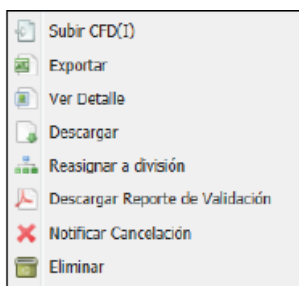 Subir CFD(I)
Exportar
Ver Detalle
Descargar
Reasignar a división
Descargar Reporte de Validación
Notificar Cancelación
Eliminar